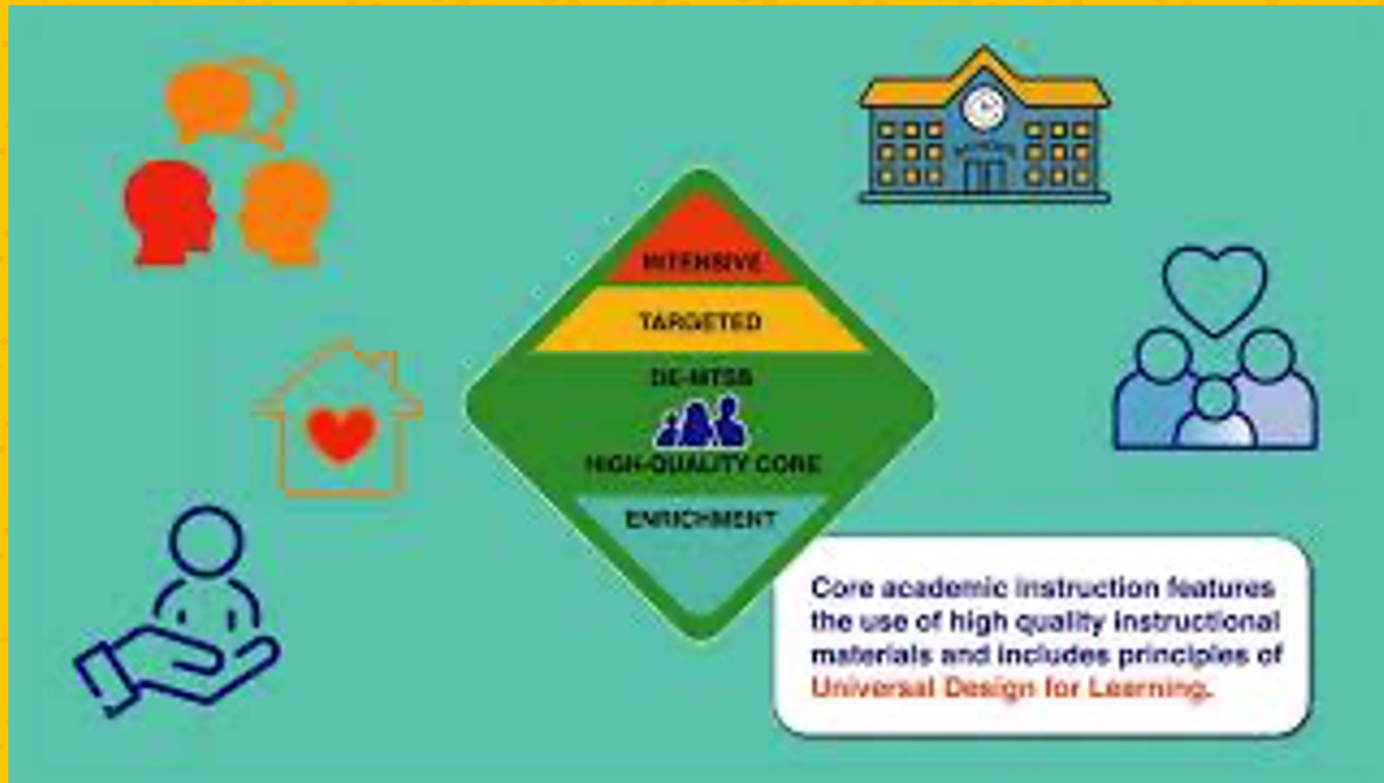 INTENSIVE
TARGETED
DE-MTSS
HIGH-QUALITY CORE
ENRICHMENT
Core academic instruction features
the use of high quality instructional
materials and includes principles of
Universal Design for Learning.